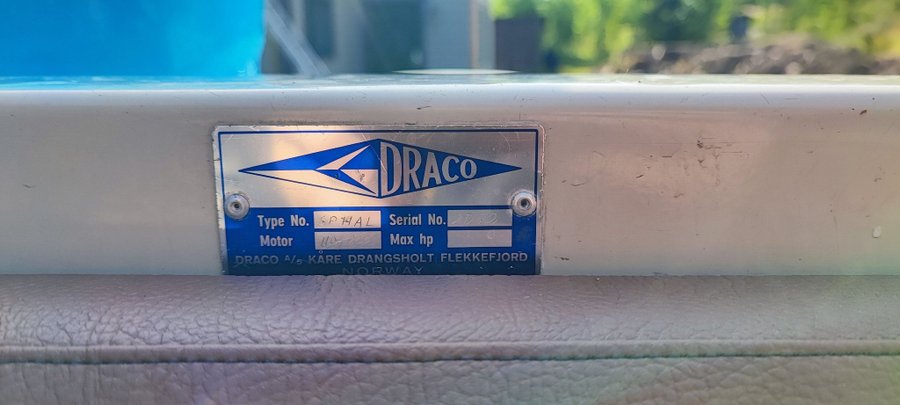 DRACO
Type No. Serial No.
Motor Max hp
DRACO A/S KÅRE DRANGSHOLT FLEKKEFJORD
NORWAY